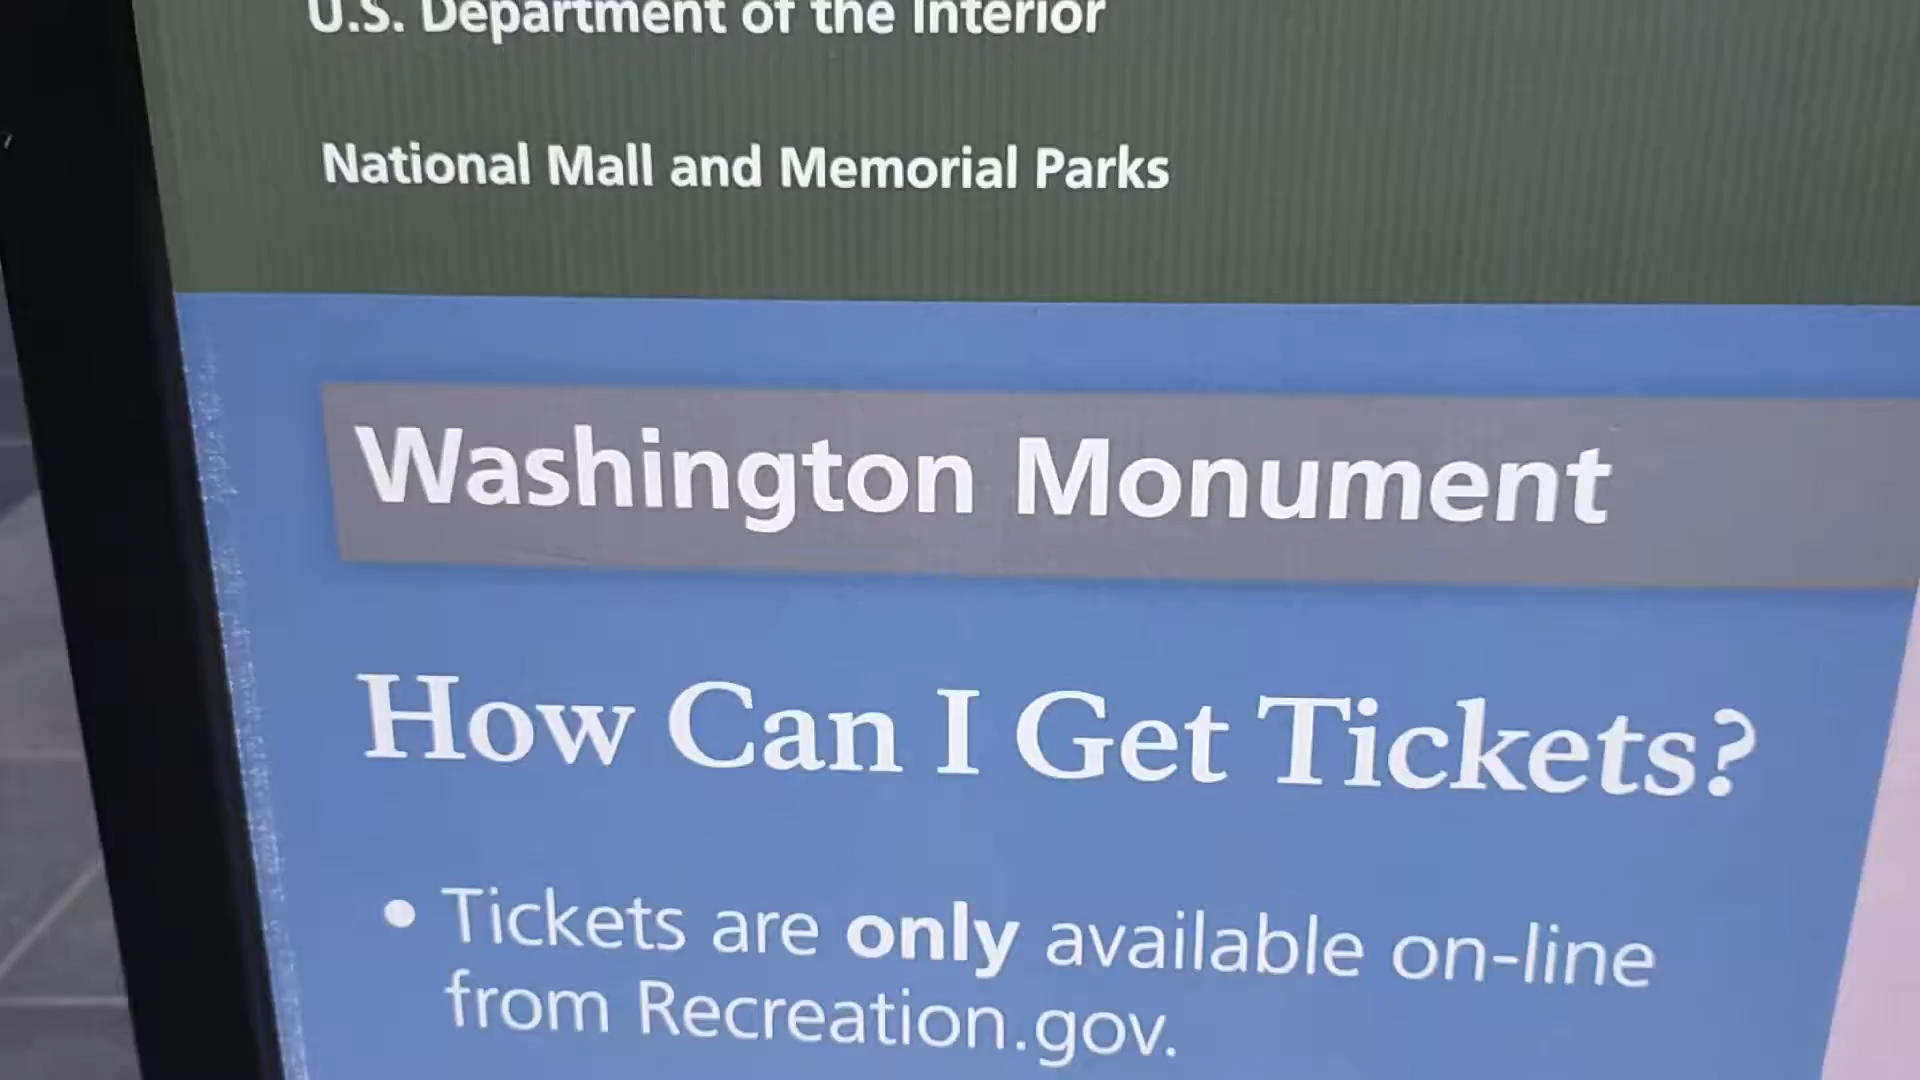 U.S. Department of the Interior
National Mall and Memorial Parks
Washington Monument
How Can I Get Tickets?
• Tickets are only available on-line
from Recreation.gov.